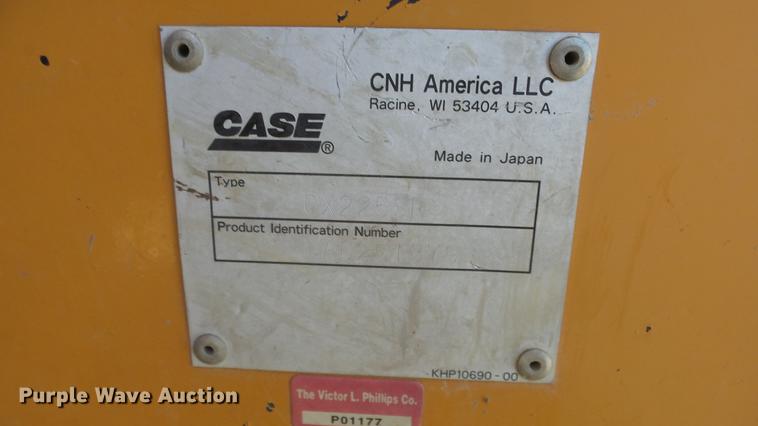 CNH America LLC
Racine, WI 53404 U.S.A.
CASE®
Made in Japan
Type
Product Identification Number
KHP10690-00
The Victor L. Phillips Co.
P01177
Purple Wave Auction